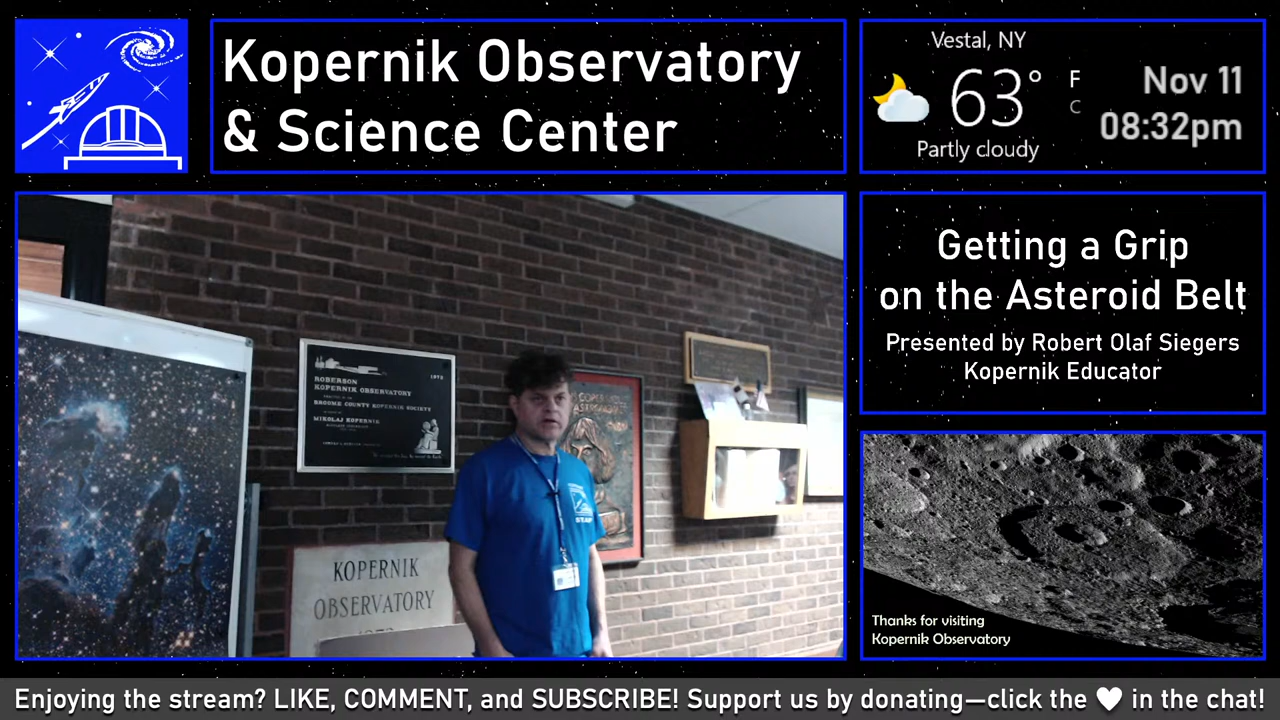 Kopernik Observatory
& Science Center
Vestal, NY
63°
F
C
Partly cloudy
Nov 11
08:32pm
Getting a Grip
on the Asteroid Belt
Presented by Robert Olaf Siegers
Kopernik Educator
ROBERSON 1973
KOPERNIK OBSERVATORY
BROOME COUNTY KOPERNIK SOCIETY
MIKOLAJ KOPERNIK
STAFF
KOPERNIK
OBSERVATORY
Thanks for visiting
Kopernik Observatory
Enjoying the stream? LIKE, COMMENT, and SUBSCRIBE! Support us by donating—click the ♥ in the chat!